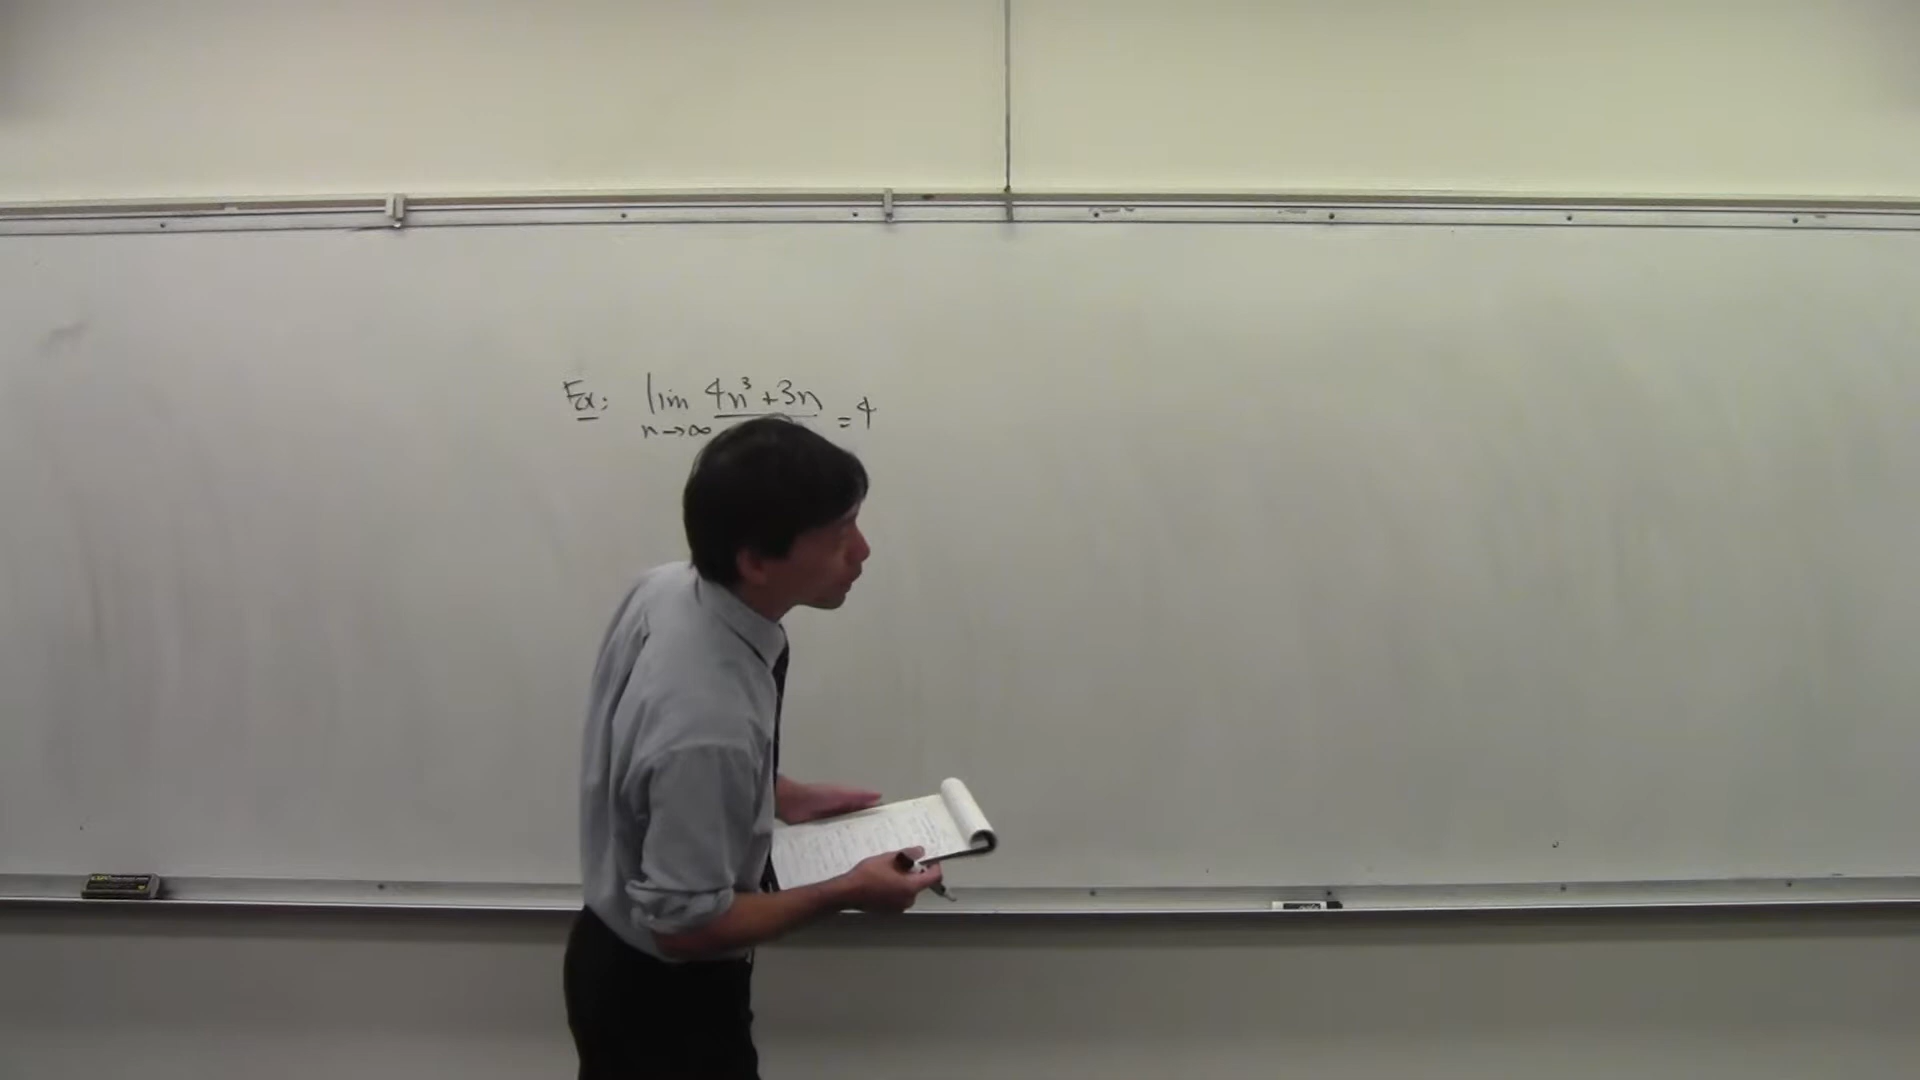 Ex: lim 4n³+3n = 4
n→∞